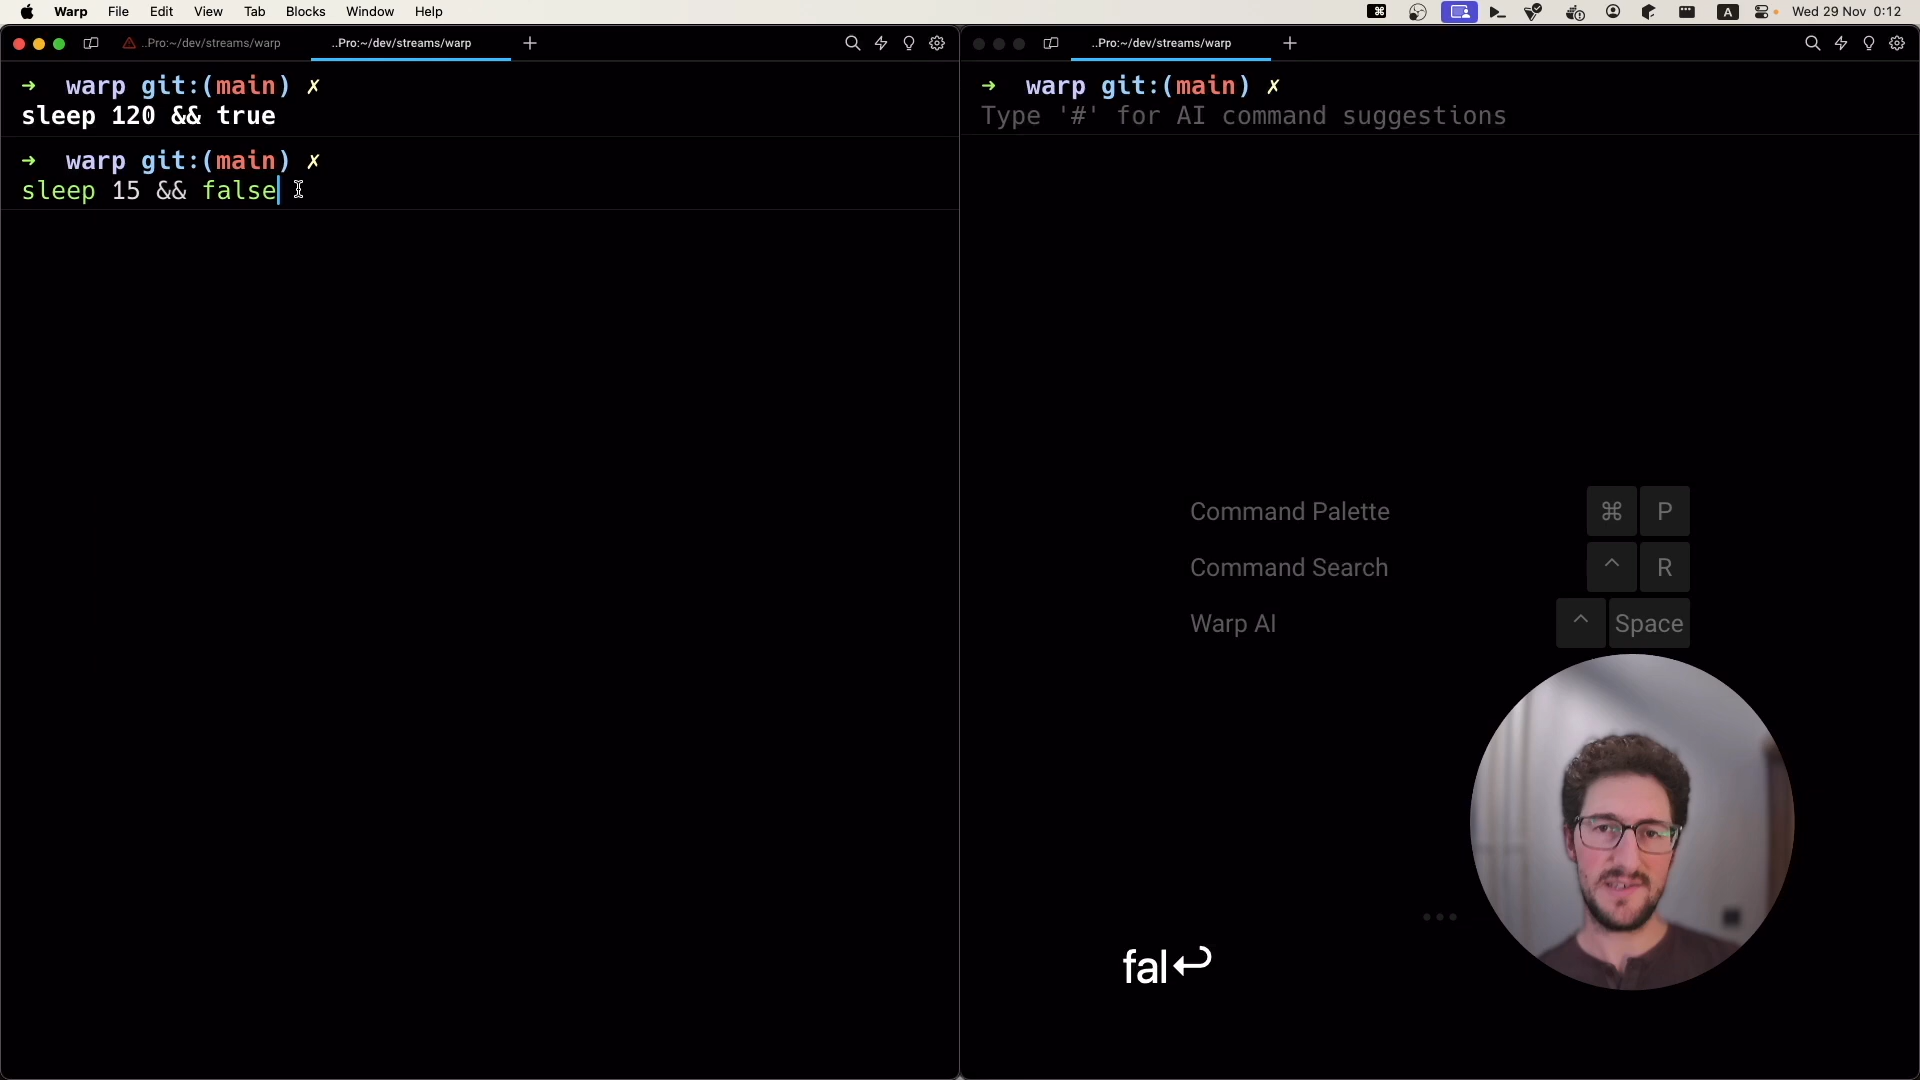 Warp File Edit View Tab Blocks Window Help
A Wed 29 Nov 0:12
..Pro:~/dev/streams/warp ..Pro:~/dev/streams/warp +
➜ warp git:(main) ✗
sleep 120 && true
➜ warp git:(main) ✗
sleep 15 && false
..Pro:~/dev/streams/warp +
➜ warp git:(main) ✗
Type '#' for AI command suggestions
Command Palette ⌘ P
Command Search ^ R
Warp AI ^ Space
fal↩